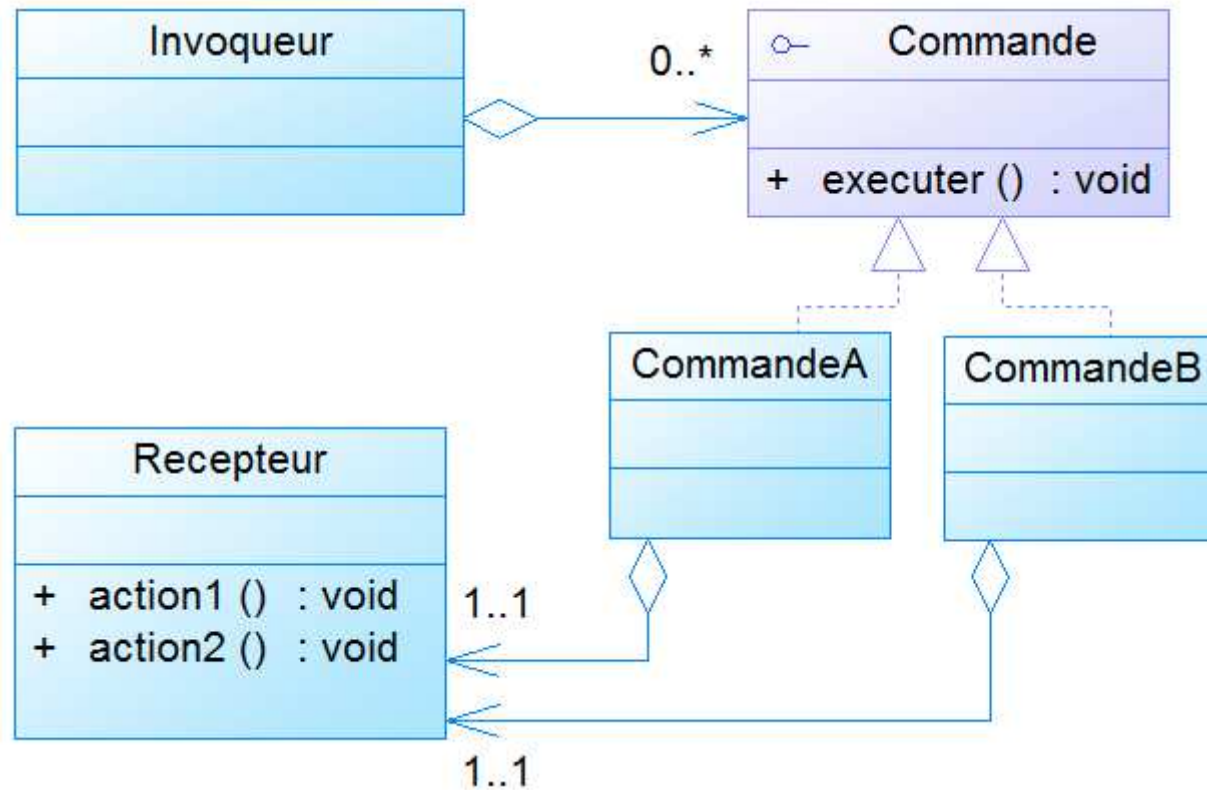 Invoqueur
0..*
Commande
+ executer () : void
CommandeA
CommandeB
Recepteur
+ action1 () : void
+ action2 () : void
1..1
1..1